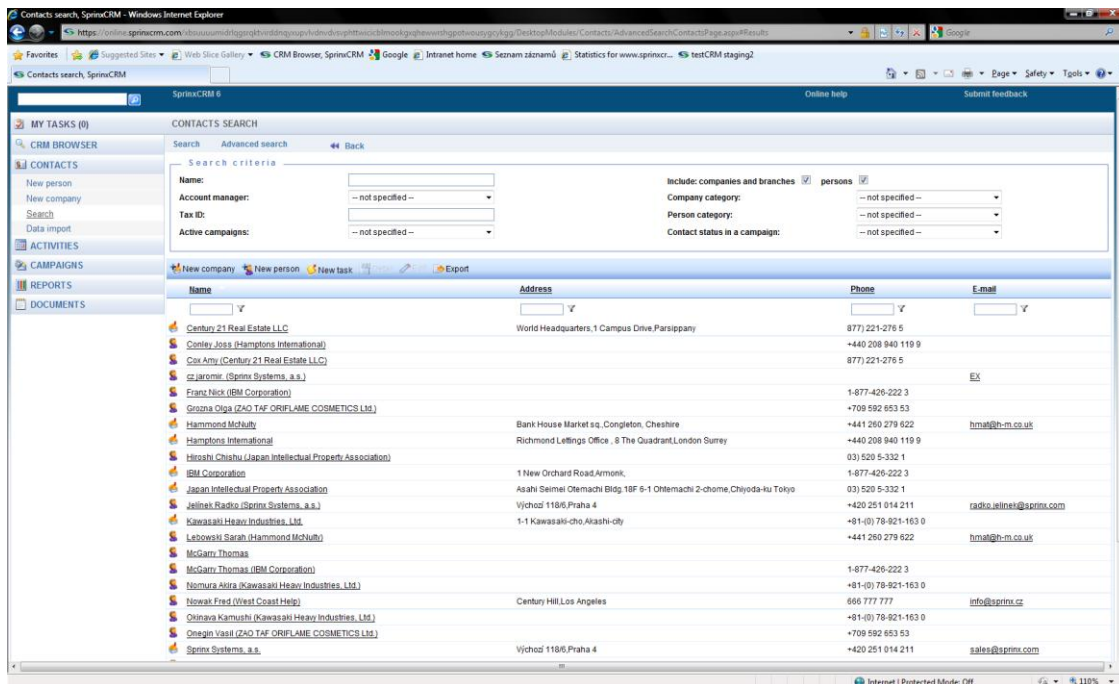 Contacts search, SprinxCRM - Windows Internet Explorer
Google
Favorites Suggested Sites Web Slice Gallery CRM Browser, SprinxCRM Google Intranet home Seznam záznamů Statistics for www.sprinxcr... testCRM staging2
Contacts search, SprinxCRM Page Safety Tools
SprinxCRM 6 Online help Submit feedback
MY TASKS (0) CONTACTS SEARCH
CRM BROWSER Search Advanced search Back
CONTACTS Search criteria
New person Name: Include: companies and branches persons
New company Account manager: -- not specified -- Company category: -- not specified --
Search Tax ID: Person category: -- not specified --
Data import Active campaigns: -- not specified -- Contact status in a campaign: -- not specified --
ACTIVITIES
CAMPAIGNS New company New person New task Export
REPORTS Name Address Phone E-mail
DOCUMENTS
Century 21 Real Estate LLC World Headquarters,1 Campus Drive,Parsippany 877) 221-276 5
Conley Joss (Hamptons International) +440 208 940 119 9
Cox Amy (Century 21 Real Estate LLC) 877) 221-276 5
cz jaromir. (Sprinx Systems, a.s.) EX
Franz Nick (IBM Corporation) 1-877-426-222 3
Grozna Olga (ZAO TAF ORIFLAME COSMETICS Ltd.) +709 592 653 53
Hammond McNulty Bank House Market sq.,Congleton, Cheshire +441 260 279 622 hmat@h-m.co.uk
Hamptons International Richmond Lettings Office , 8 The Quadrant,London Surrey +440 208 940 119 9
Hiroshi Chishu (Japan Intellectual Property Association) 03) 520 5-332 1
IBM Corporation 1 New Orchard Road,Armonk, 1-877-426-222 3
Japan Intellectual Property Association Asahi Seimei Otemachi Bldg.18F 6-1 Ohtemachi 2-chome,Chiyoda-ku Tokyo 03) 520 5-332 1
Jelínek Radko (Sprinx Systems, a.s.) Výchozí 118/6,Praha 4 +420 251 014 211 radko.jelinek@sprinx.com
Kawasaki Heavy Industries, Ltd. 1-1 Kawasaki-cho,Akashi-city +81-(0) 78-921-163 0
Lebowski Sarah (Hammond McNulty) +441 260 279 622 hmat@h-m.co.uk
McGarry Thomas
McGarry Thomas (IBM Corporation) 1-877-426-222 3
Nomura Akira (Kawasaki Heavy Industries, Ltd.) +81-(0) 78-921-163 0
Nowak Fred (West Coast Help) Century Hill,Los Angeles 666 777 777 info@sprinx.cz
Okinava Kamushi (Kawasaki Heavy Industries, Ltd.) +81-(0) 78-921-163 0
Onegin Vasil (ZAO TAF ORIFLAME COSMETICS Ltd.) +709 592 653 53
Sprinx Systems, a.s. Výchozí 118/6,Praha 4 +420 251 014 211 sales@sprinx.com
Internet | Protected Mode: Off 110%